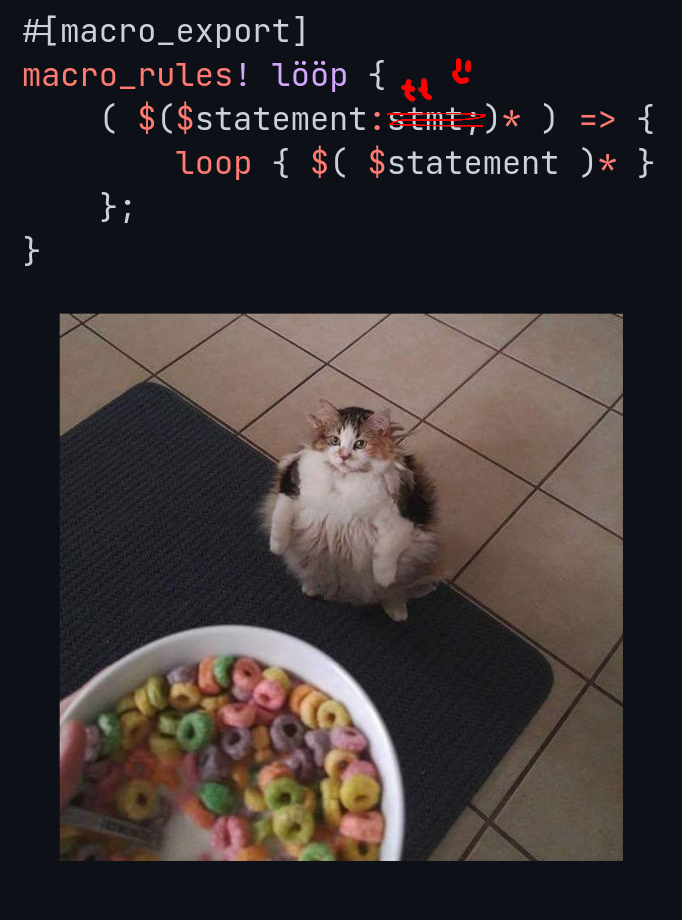 #[macro_export]
macro_rules! lööp {
tt ü
( $($statement:stmt;)* ) => {
loop { $( $statement )* }
};
}